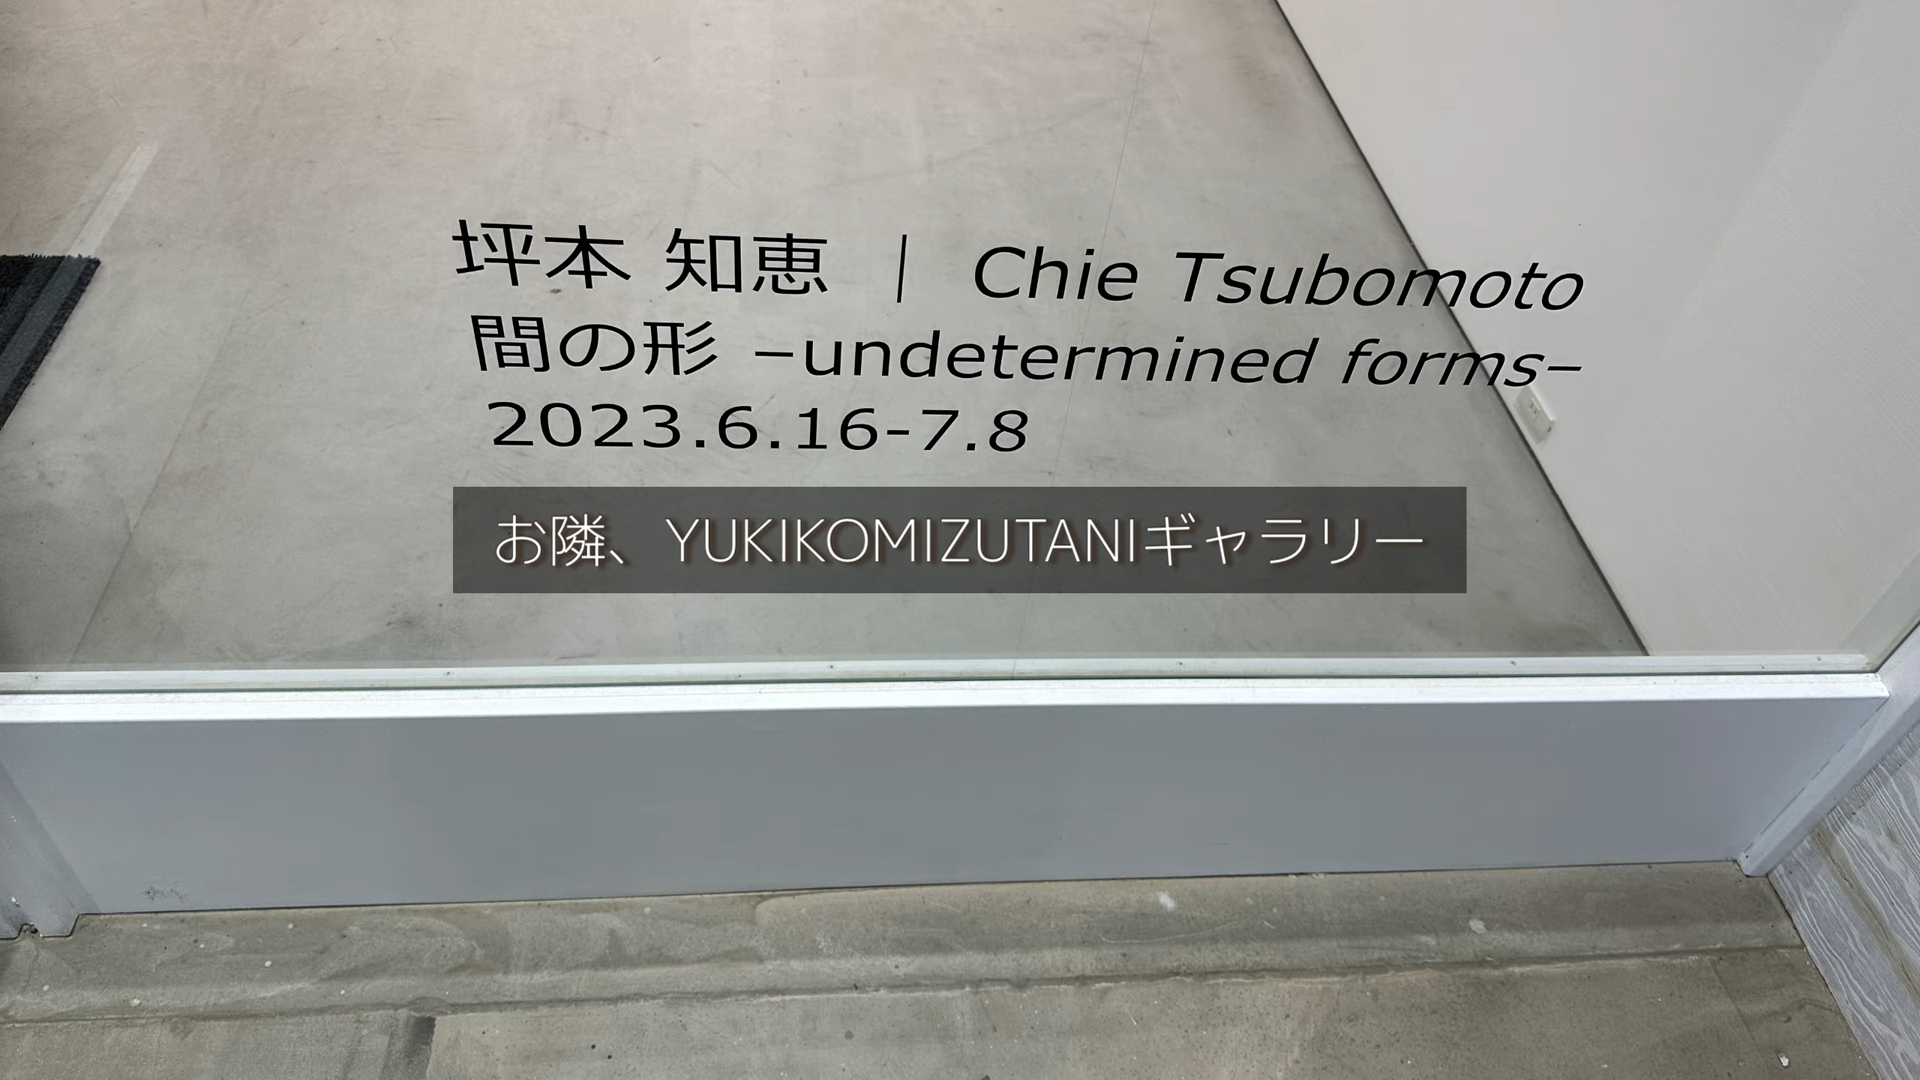 坪本 知恵 ｜ Chie Tsubomoto
間の形 –undetermined forms–
2023.6.16-7.8
お隣、YUKIKOMIZUTANIギャラリー